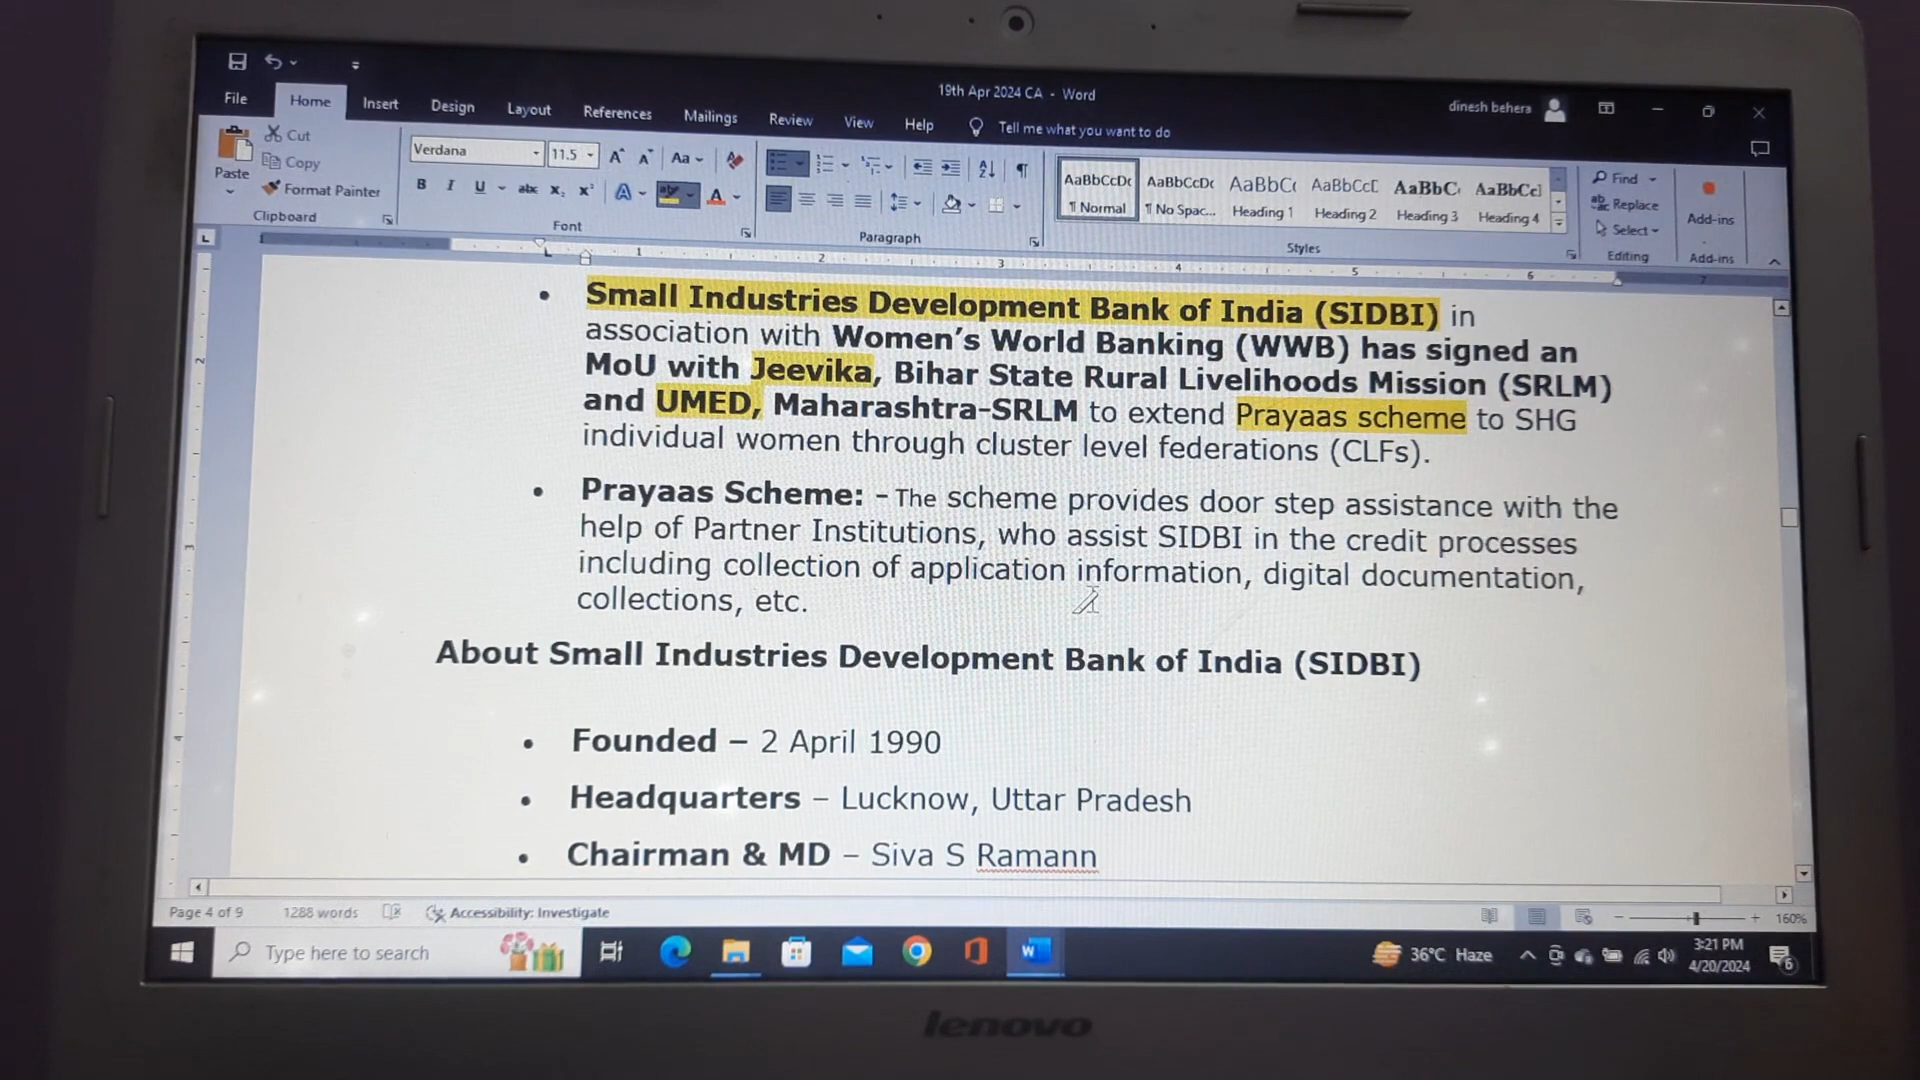 19th Apr 2024 CA - Word
dinesh behera
File Home Insert Design Layout References Mailings Review View Help Tell me what you want to do
Paste
Cut
Copy
Format Painter
Clipboard
Verdana 11.5
Font
Paragraph
AaBbCcDc AaBbCcDc AaBbC( AaBbCcD AaBbC AaBbCc
¶ Normal ¶ No Spac... Heading 1 Heading 2 Heading 3 Heading 4
Styles
Find
Replace
Select
Editing
Add-ins
Add-ins
• Small Industries Development Bank of India (SIDBI) in
association with Women’s World Banking (WWB) has signed an
MoU with Jeevika, Bihar State Rural Livelihoods Mission (SRLM)
and UMED, Maharashtra-SRLM to extend Prayaas scheme to SHG
individual women through cluster level federations (CLFs).
• Prayaas Scheme: - The scheme provides door step assistance with the
help of Partner Institutions, who assist SIDBI in the credit processes
including collection of application information, digital documentation,
collections, etc.
About Small Industries Development Bank of India (SIDBI)
• Founded – 2 April 1990
• Headquarters – Lucknow, Uttar Pradesh
• Chairman & MD – Siva S Ramann
Page 4 of 9 1288 words Accessibility: Investigate 160%
Type here to search
36°C Haze
3:21 PM
4/20/2024
6
lenovo